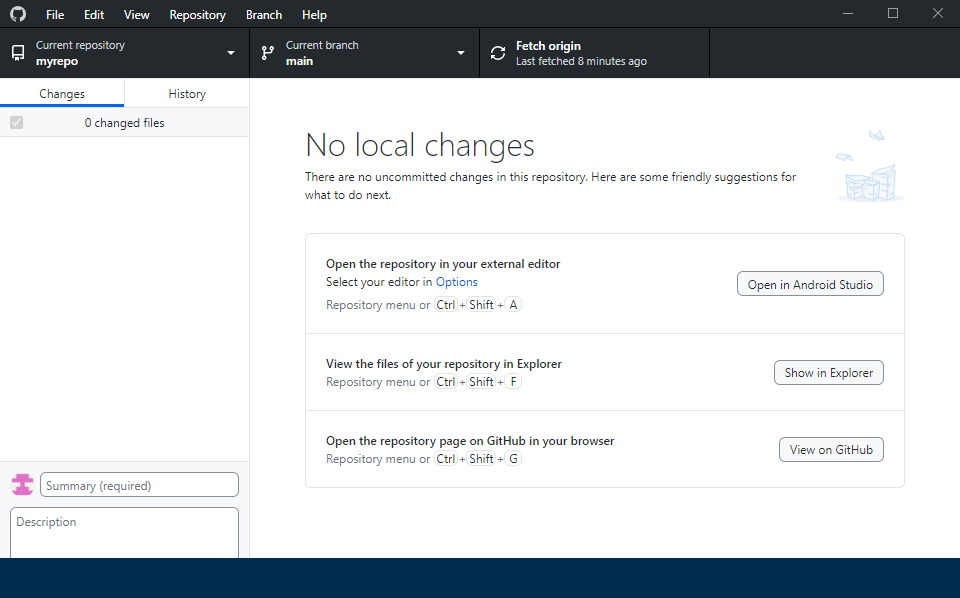 File Edit View Repository Branch Help
Current repository
myrepo
Current branch
main
Fetch origin
Last fetched 8 minutes ago
Changes
History
0 changed files
No local changes
There are no uncommitted changes in this repository. Here are some friendly suggestions for
what to do next.
Open the repository in your external editor
Select your editor in Options
Repository menu or Ctrl + Shift + A
Open in Android Studio
View the files of your repository in Explorer
Repository menu or Ctrl + Shift + F
Show in Explorer
Open the repository page on GitHub in your browser
Repository menu or Ctrl + Shift + G
View on GitHub
Summary (required)
Description